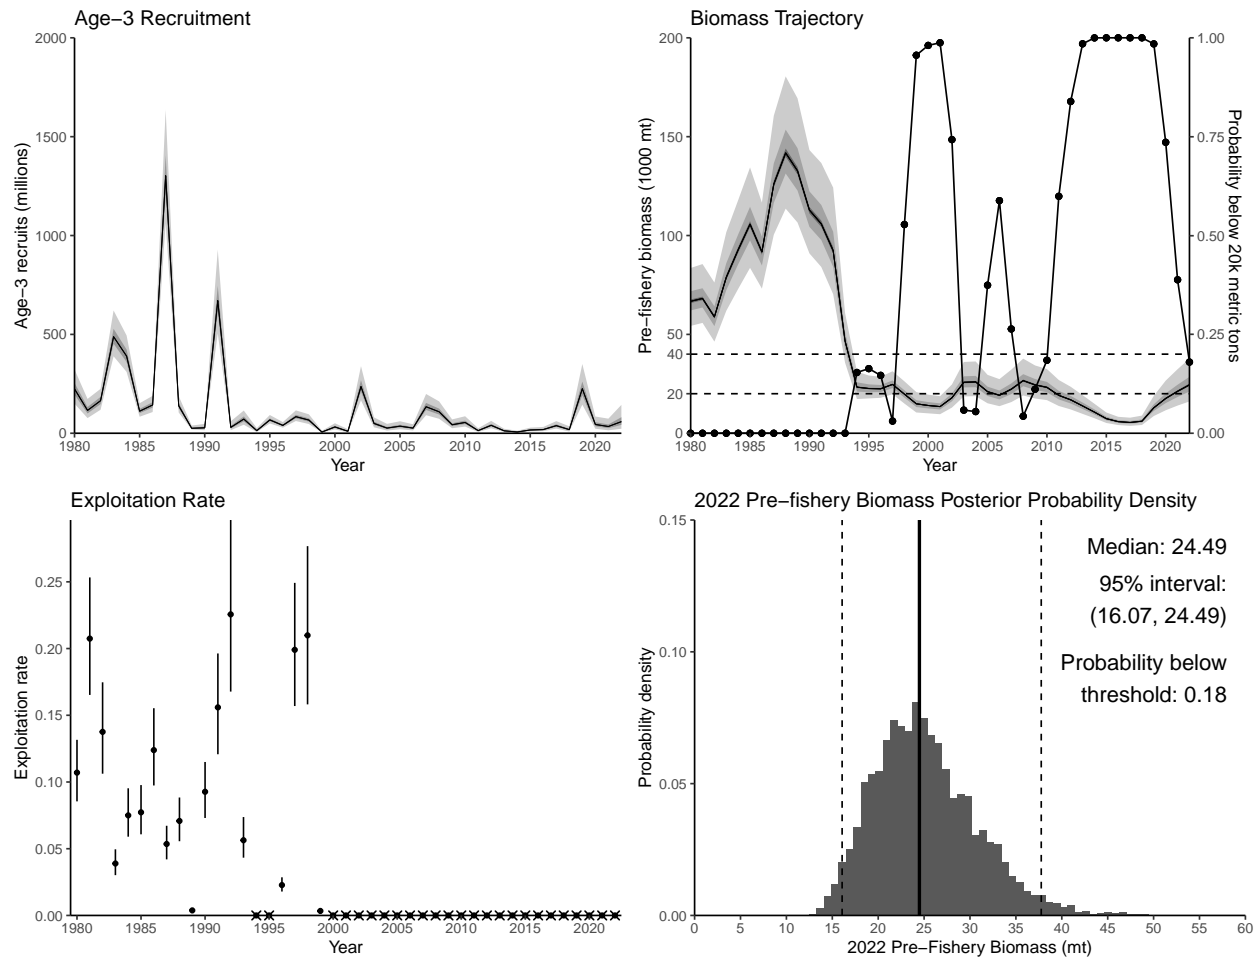 Age−3 Recruitment
2000
1500
1000
500
0
Age−3 recruits (millions)
1980 1985 1990 1995 2000 2005 2010 2015 2020
Year
Biomass Trajectory
200
150
100
50
40
20
0
Pre−fishery biomass (1000 mt)
1.00
0.75
0.50
0.25
0.00
Probability below 20k metric tons
1980 1985 1990 1995 2000 2005 2010 2015 2020
Year
Exploitation Rate
0.25
0.20
0.15
0.10
0.05
0.00
Exploitation rate
1980 1985 1990 1995 2000 2005 2010 2015 2020
Year
2022 Pre−fishery Biomass Posterior Probability Density
0.15
0.10
0.05
0.00
Probability density
Median: 24.49
95% interval:
(16.07, 24.49)
Probability below
threshold: 0.18
0 5 10 15 20 25 30 35 40 45 50 55 60
2022 Pre−Fishery Biomass (mt)